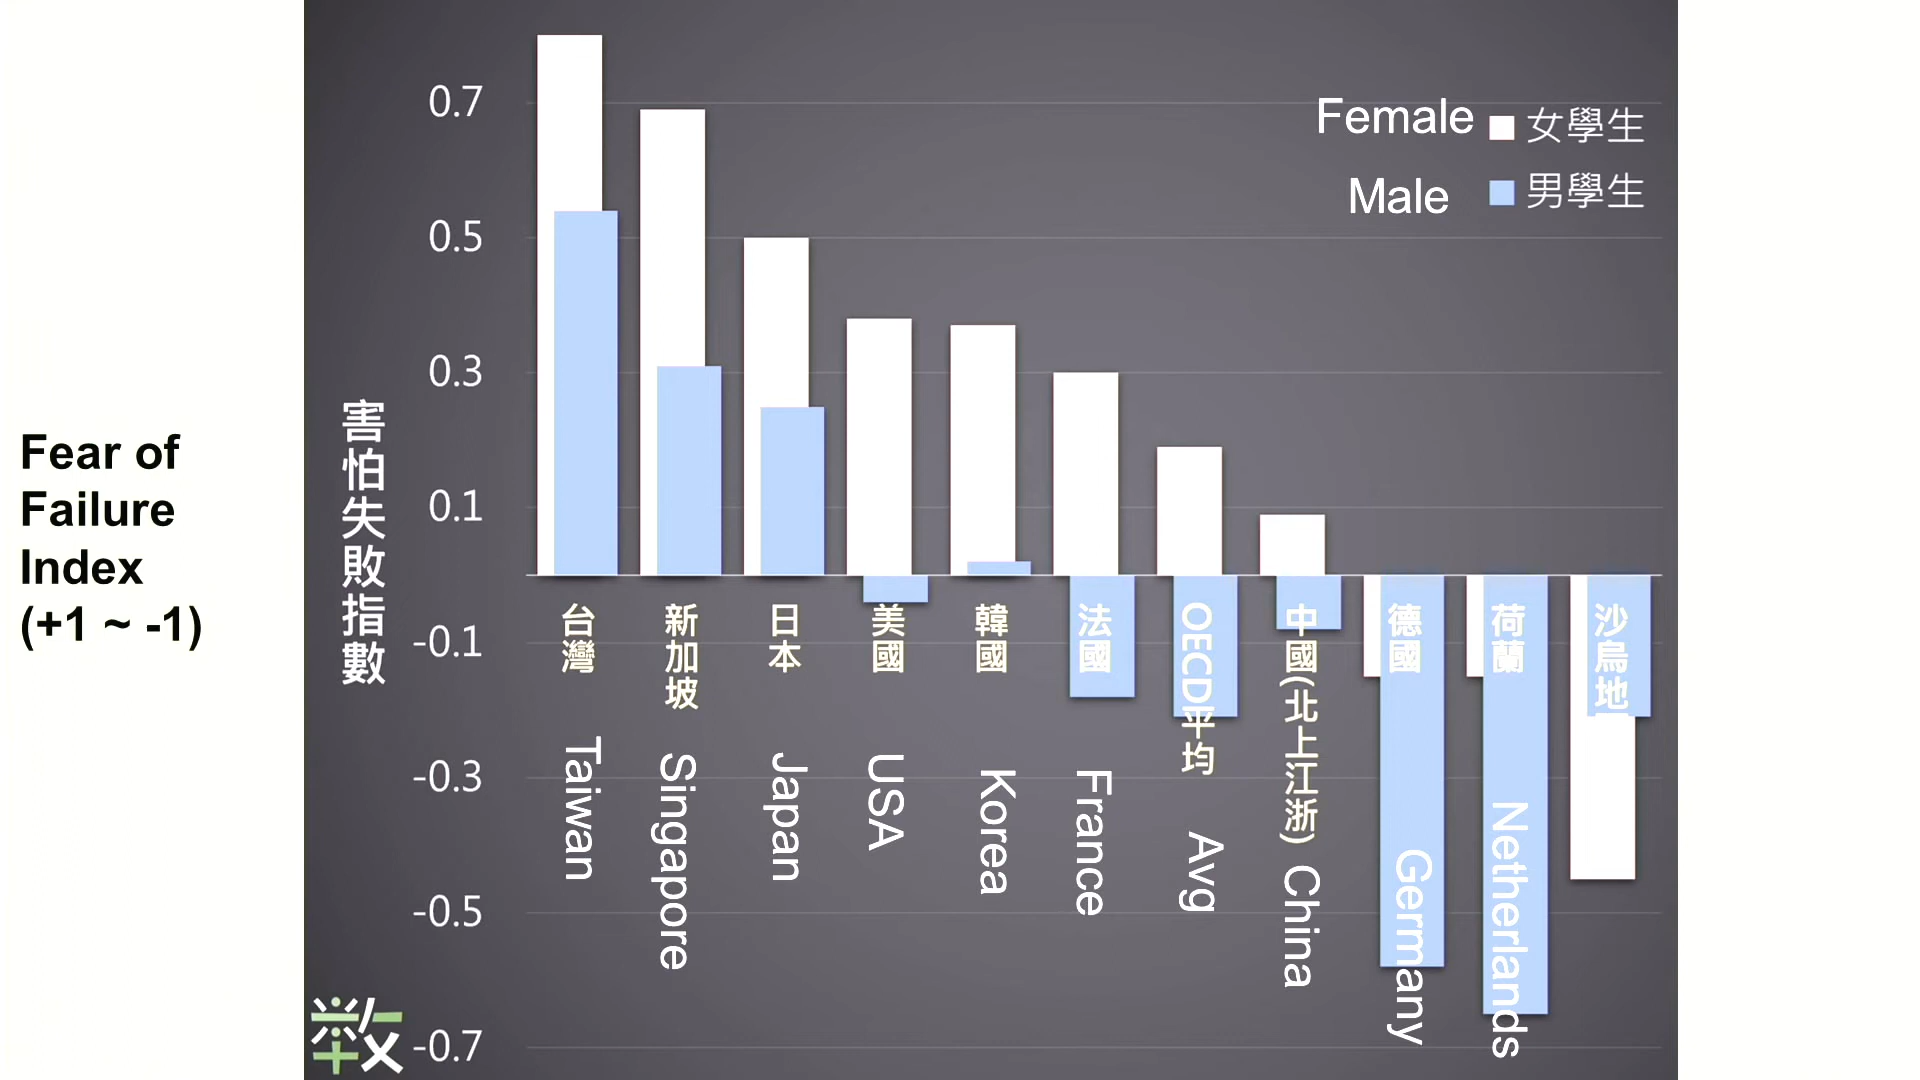 Fear of
Failure
Index
(+1 ~ -1)
害怕失敗指數
0.7
0.5
0.3
0.1
-0.1
-0.3
-0.5
-0.7
Female 女學生
Male 男學生
台灣
新加坡
日本
美國
韓國
法國
OECD平均
中國(北上江浙)
德國
荷蘭
沙烏地
Taiwan
Singapore
Japan
USA
Korea
France
Avg
China
Germany
Netherlands
数